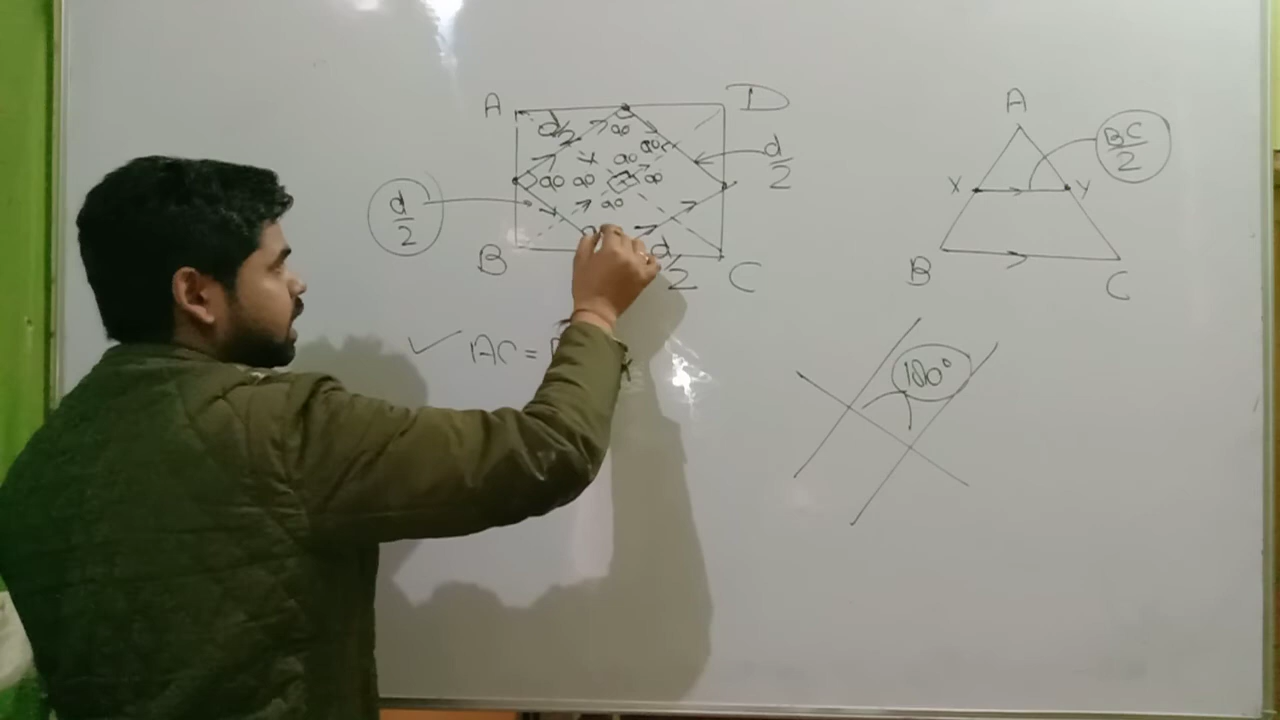 A D
d/2
90
90
90
d/2
90 90 90
90
d/2
B d/2 C
✓ AC =
A
BC/2
X Y
B C
180°